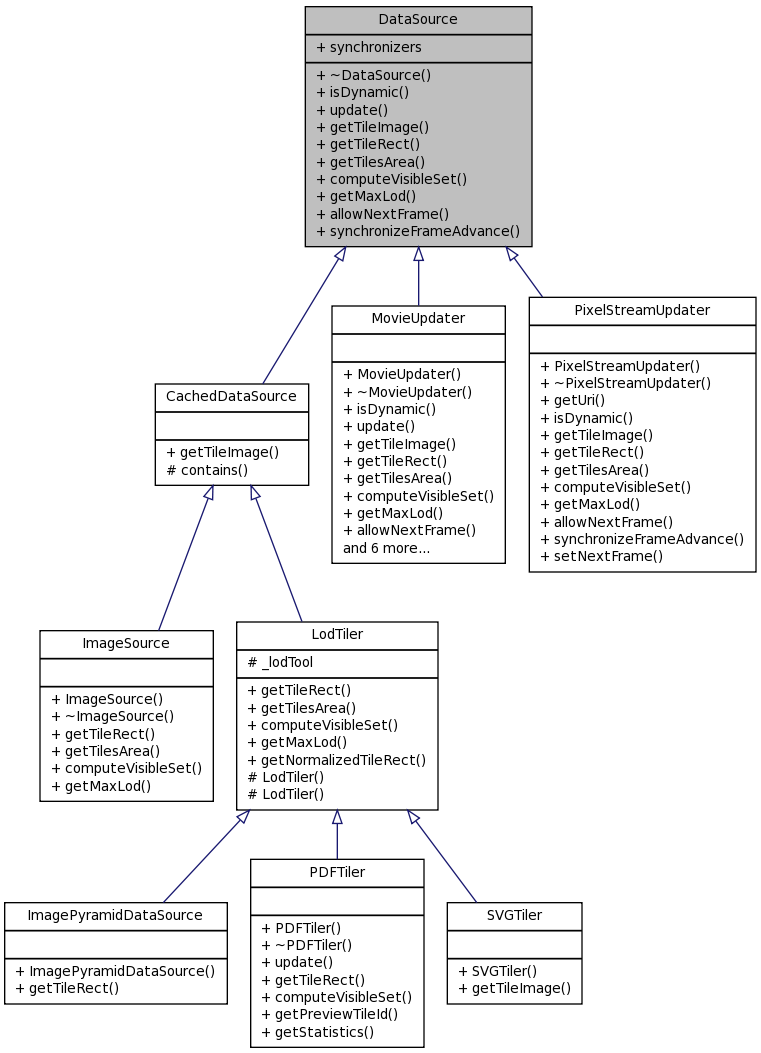 DataSource
+ synchronizers
+ ~DataSource()
+ isDynamic()
+ update()
+ getTileImage()
+ getTileRect()
+ getTilesArea()
+ computeVisibleSet()
+ getMaxLod()
+ allowNextFrame()
+ synchronizeFrameAdvance()
CachedDataSource
+ getTileImage()
# contains()
MovieUpdater
+ MovieUpdater()
+ ~MovieUpdater()
+ isDynamic()
+ update()
+ getTileImage()
+ getTileRect()
+ getTilesArea()
+ computeVisibleSet()
+ getMaxLod()
+ allowNextFrame()
and 6 more...
PixelStreamUpdater
+ PixelStreamUpdater()
+ ~PixelStreamUpdater()
+ getUri()
+ isDynamic()
+ getTileImage()
+ getTileRect()
+ getTilesArea()
+ computeVisibleSet()
+ getMaxLod()
+ allowNextFrame()
+ synchronizeFrameAdvance()
+ setNextFrame()
ImageSource
+ ImageSource()
+ ~ImageSource()
+ getTileRect()
+ getTilesArea()
+ computeVisibleSet()
+ getMaxLod()
LodTiler
# _lodTool
+ getTileRect()
+ getTilesArea()
+ computeVisibleSet()
+ getMaxLod()
+ getNormalizedTileRect()
# LodTiler()
# LodTiler()
ImagePyramidDataSource
+ ImagePyramidDataSource()
+ getTileRect()
PDFTiler
+ PDFTiler()
+ ~PDFTiler()
+ update()
+ getTileRect()
+ computeVisibleSet()
+ getPreviewTileId()
+ getStatistics()
SVGTiler
+ SVGTiler()
+ getTileImage()